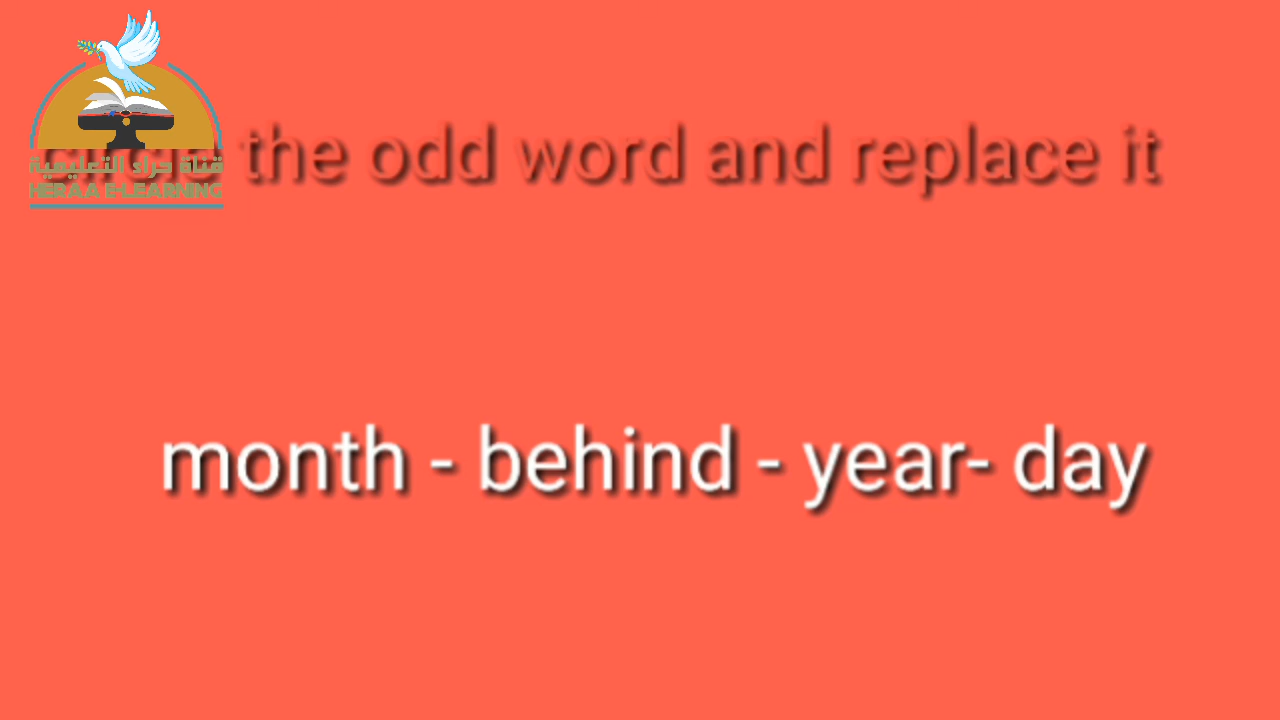 the odd word and replace it
قناة حراء التعليمية
HERAA E-LEARNING
month - behind - year- day